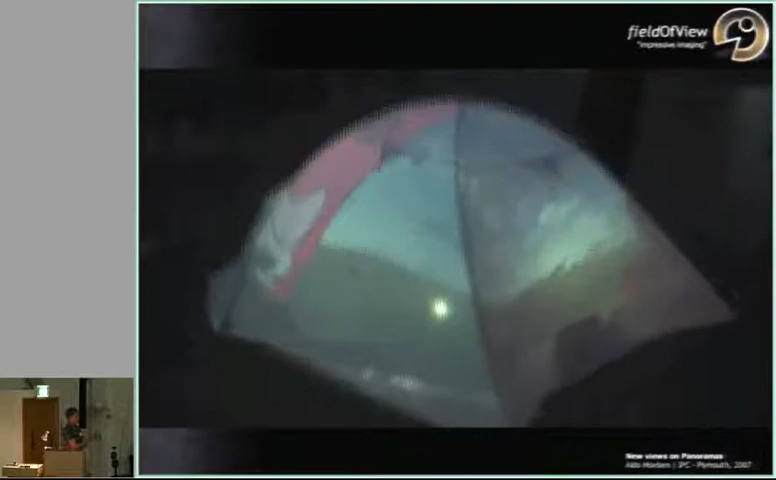 fieldOfView
"impressive imaging"
New views on Panoramas
Aldo Hoeben | IPC - Plymouth, 2007